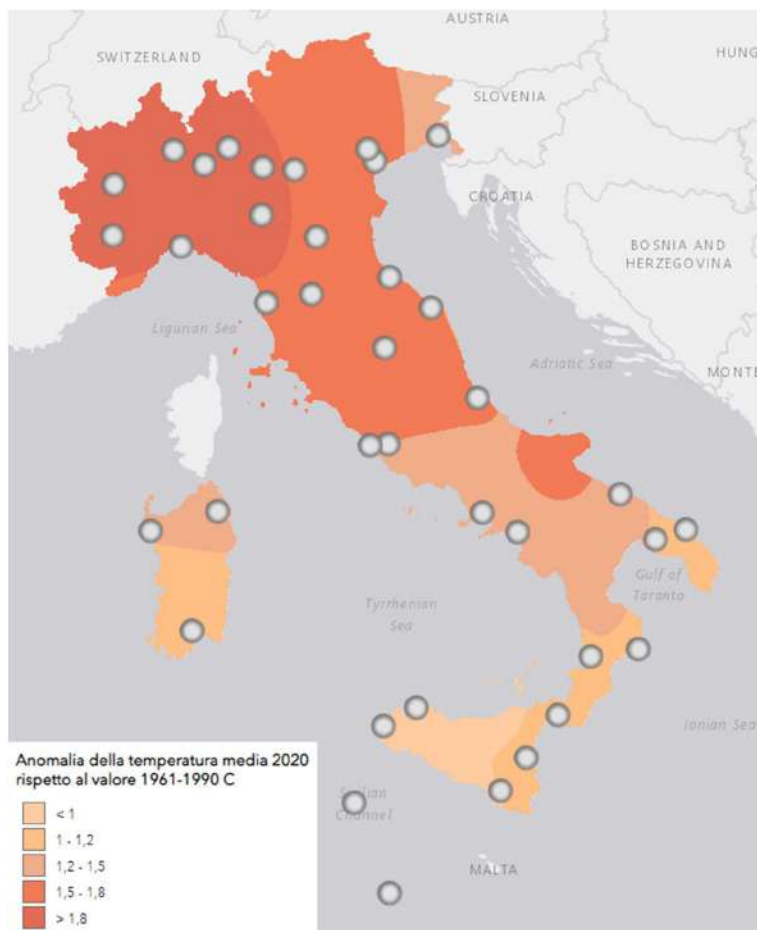 AUSTRIA
SWITZERLAND
HUNG
SLOVENIA
CROATIA
BOSNIA AND
HERZEGOVINA
Ligurian Sea
Adriatic Sea
MONTE
Gulf of
Taranto
Tyrrhenian
Sea
Ionian Sea
Anomalia della temperatura media 2020
rispetto al valore 1961-1990 C
Channel
< 1
1 - 1,2
1,2 - 1,5
1,5 - 1,8
> 1,8
MALTA